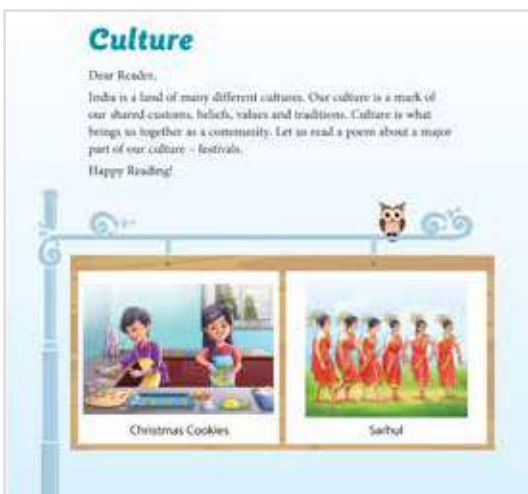 Culture
Dear Reader,
India is a land of many different cultures. Our culture is a mark of
our shared customs, beliefs, values and traditions. Culture is what
brings us together as a community. Let us read a poem about a major
part of our culture – festivals.
Happy Reading!
Christmas Cookies
Sarhul